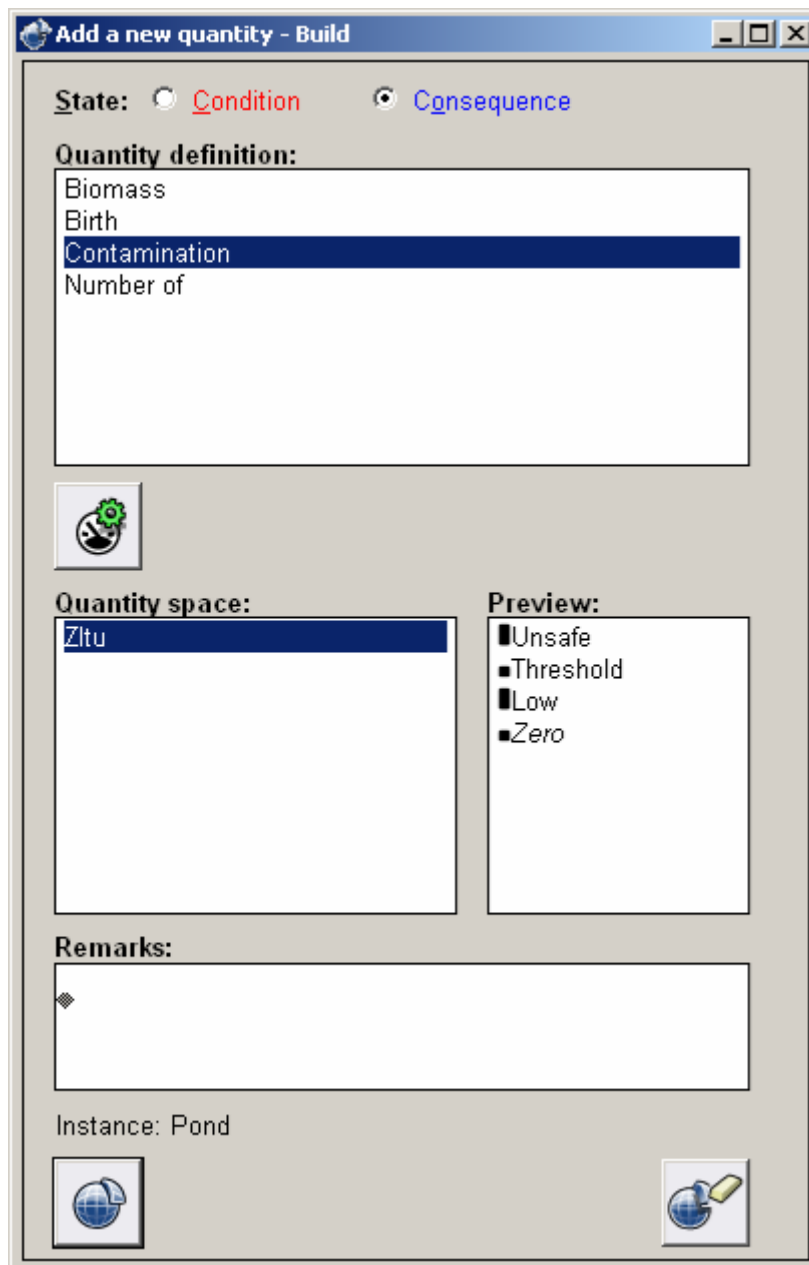 Add a new quantity - Build
State: Condition Consequence
Quantity definition:
Biomass
Birth
Contamination
Number of
Quantity space: Preview:
Zltu Unsafe
Threshold
Low
Zero
Remarks:
Instance: Pond